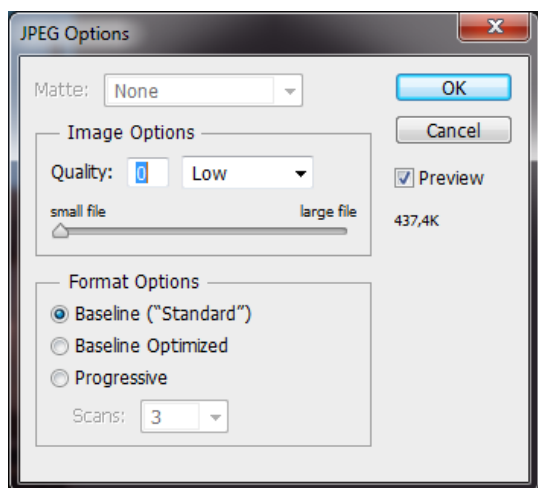 JPEG Options
Matte: None
OK
Cancel
Preview
437,4K
Image Options
Quality: 0 Low
small file large file
Format Options
Baseline (“Standard”)
Baseline Optimized
Progressive
Scans: 3